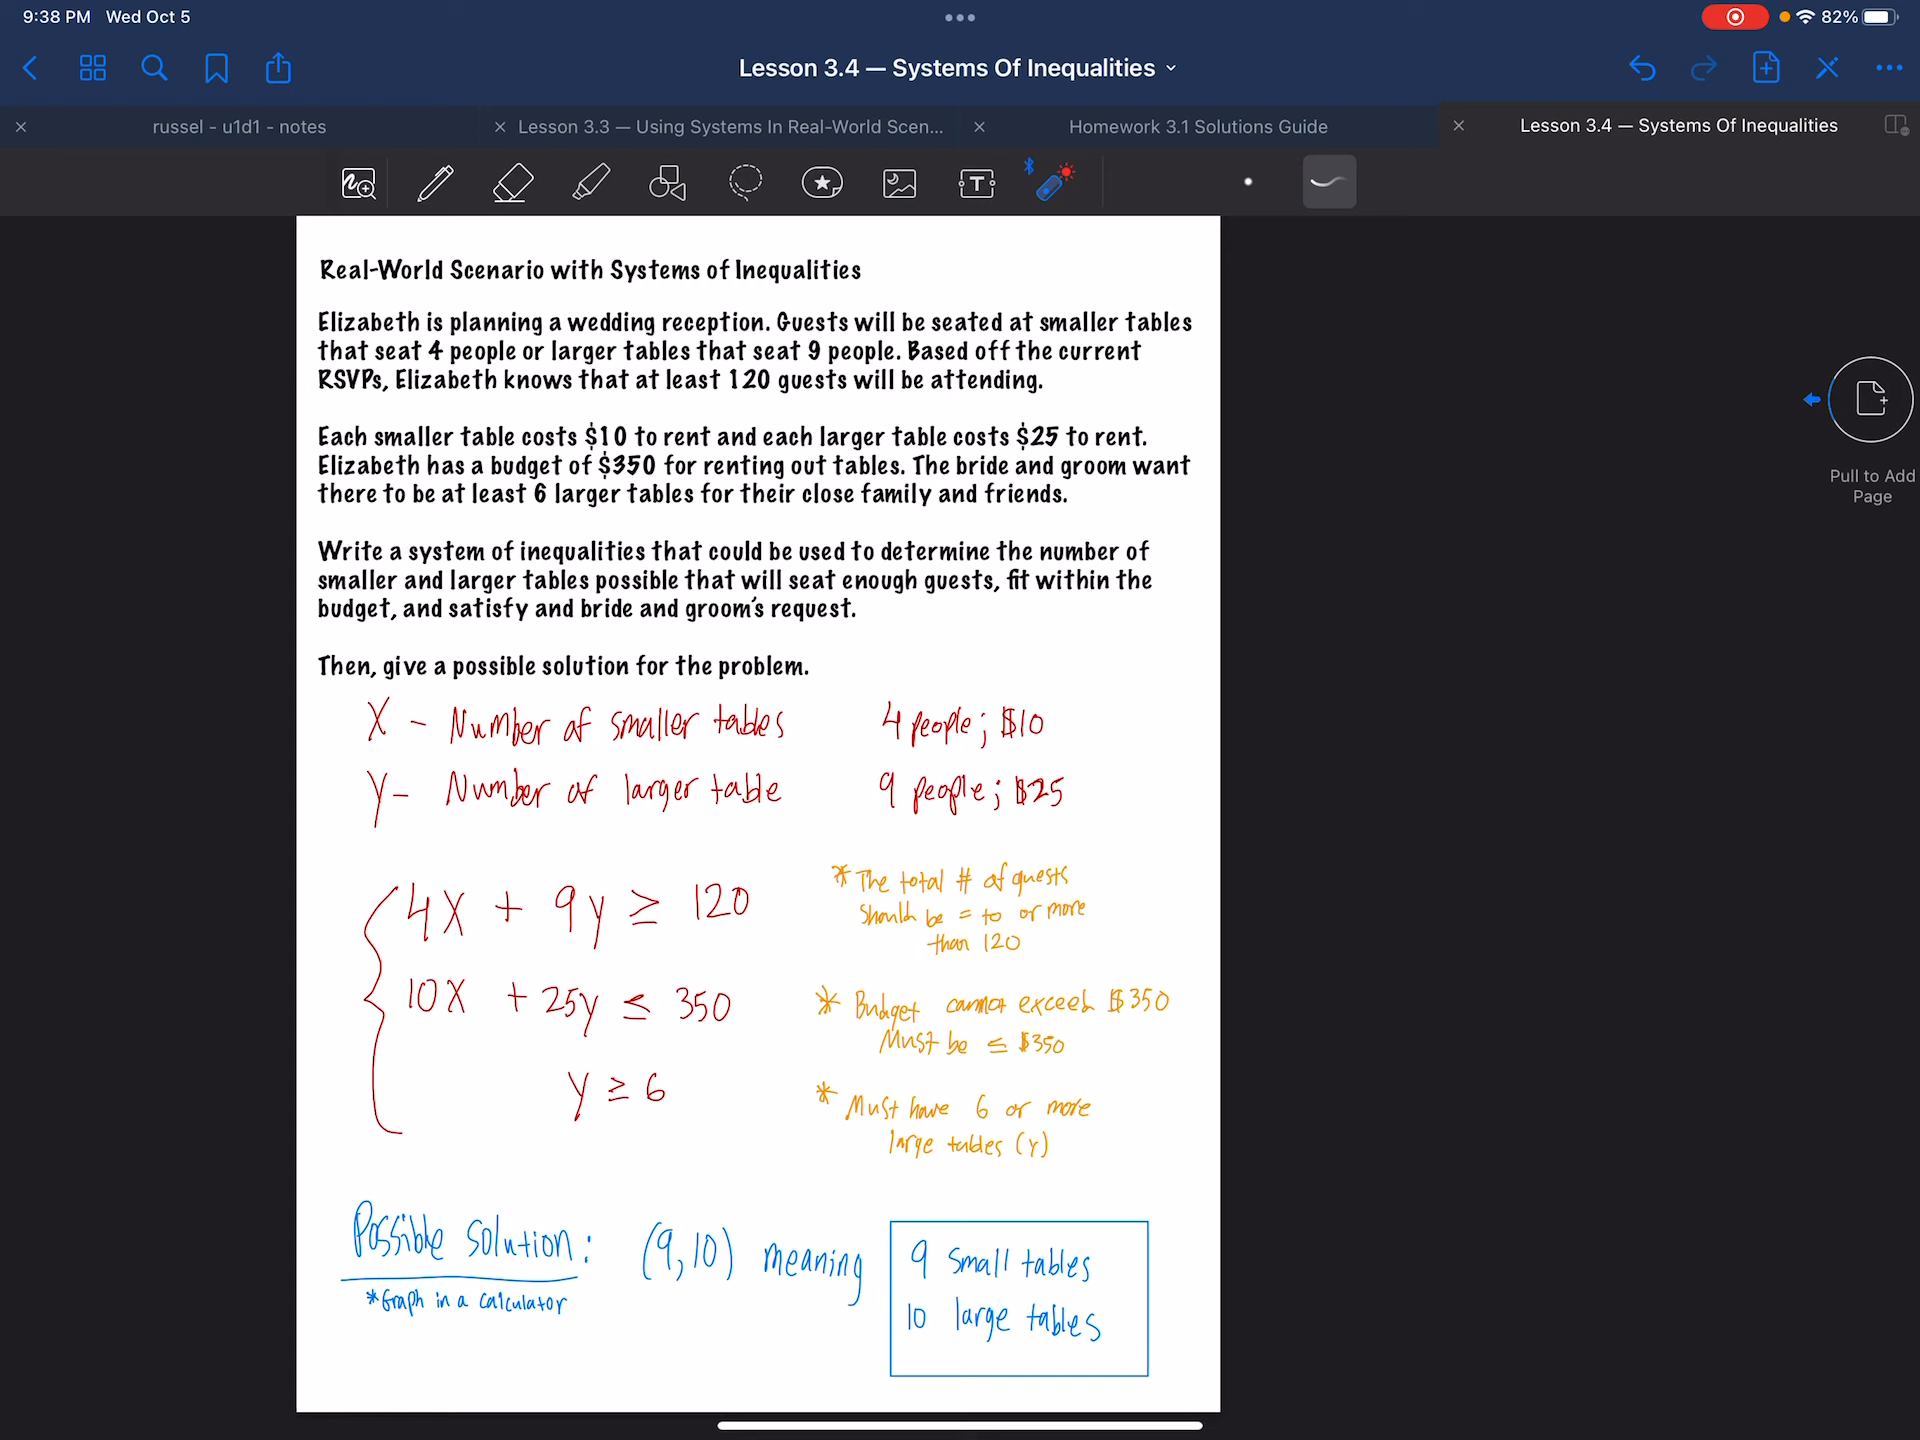 9:38 PM Wed Oct 5
82%
Lesson 3.4 — Systems Of Inequalities
russel - u1d1 - notes
Lesson 3.3 — Using Systems In Real-World Scen...
Homework 3.1 Solutions Guide
Lesson 3.4 — Systems Of Inequalities
Real-World Scenario with Systems of Inequalities
Elizabeth is planning a wedding reception. Guests will be seated at smaller tables
that seat 4 people or larger tables that seat 9 people. Based off the current
RSVPs, Elizabeth knows that at least 120 guests will be attending.
Each smaller table costs $10 to rent and each larger table costs $25 to rent.
Elizabeth has a budget of $350 for renting out tables. The bride and groom want
there to be at least 6 larger tables for their close family and friends.
Write a system of inequalities that could be used to determine the number of
smaller and larger tables possible that will seat enough guests, fit within the
budget, and satisfy and bride and groom's request.
Then, give a possible solution for the problem.
X - Number of smaller tables 4 people; $10
Y- Number of larger table 9 people; $25
4X + 9y ≥ 120
*The total # of guests
should be = to or more
than 120
10X + 25y ≤ 350
* Budget cannot exceed $350
Must be ≤ $350
y ≥ 6
* Must have 6 or more
large tables (Y)
Possible solution: (9,10) meaning
*Graph in a calculator
9 small tables
10 large tables
Pull to Add
Page